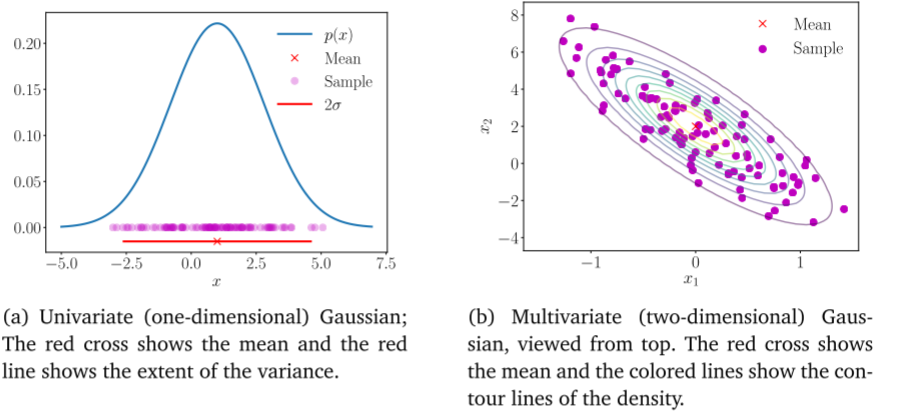 0.20
0.15
0.10
0.05
0.00
−5.0 −2.5 0.0 2.5 5.0 7.5
x
p(x)
Mean
Sample
2σ
8
6
4
2
0
−2
−4
x₂
−1 0 1
x₁
Mean
Sample
(a) Univariate (one-dimensional) Gaussian;
The red cross shows the mean and the red
line shows the extent of the variance.
(b) Multivariate (two-dimensional) Gaus-
sian, viewed from top. The red cross shows
the mean and the colored lines show the con-
tour lines of the density.